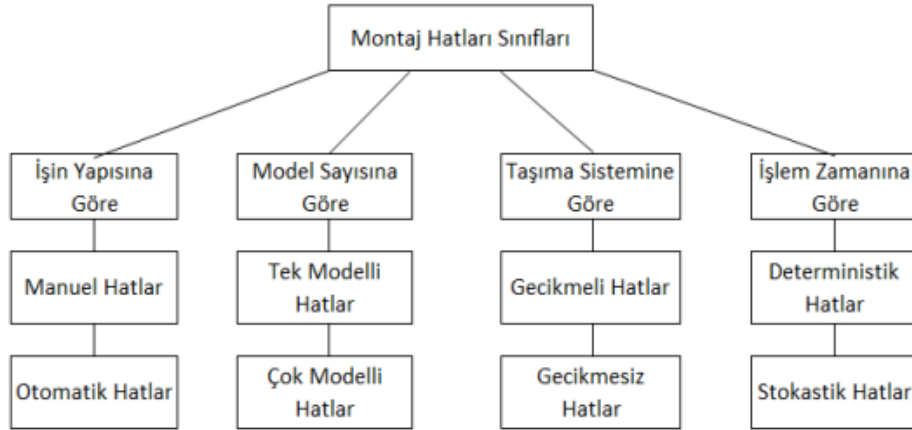 Montaj Hatları Sınıfları
İşin Yapısına
Göre
Model Sayısına
Göre
Taşıma Sistemine
Göre
İşlem Zamanına
Göre
Manuel Hatlar
Tek Modelli
Hatlar
Gecikmeli Hatlar
Deterministik
Hatlar
Otomatik Hatlar
Çok Modelli
Hatlar
Gecikmesiz
Hatlar
Stokastik Hatlar